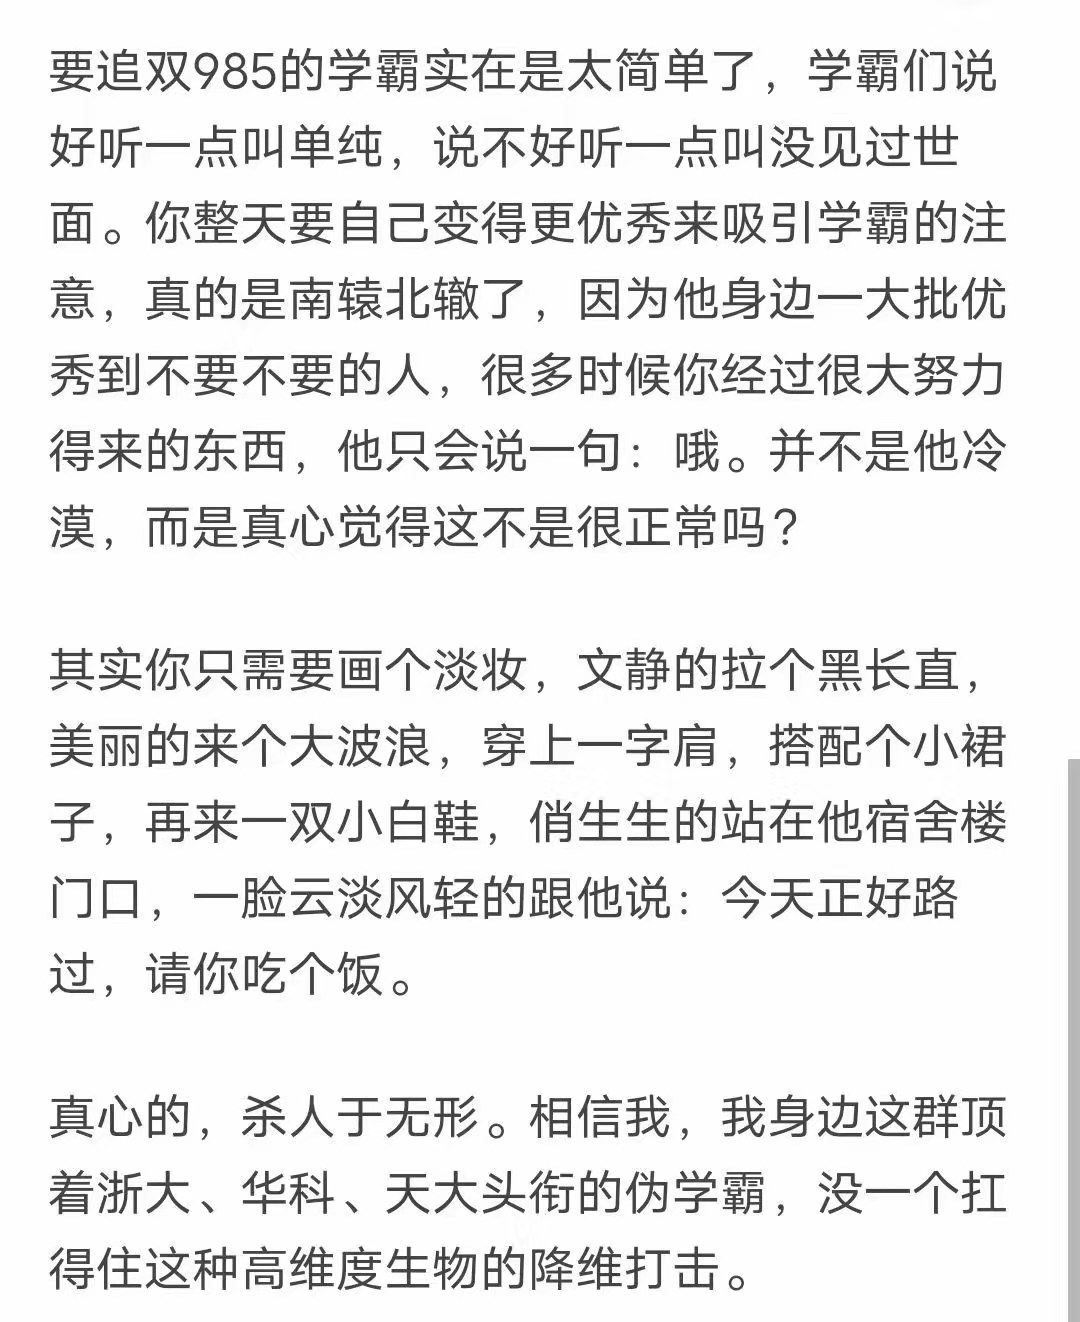 要追双985的学霸实在是太简单了，学霸们说
好听一点叫单纯，说不好听一点叫没见过世
面。你整天要自己变得更优秀来吸引学霸的注
意，真的是南辕北辙了，因为他身边一大批优
秀到不要不要的人，很多时候你经过很大努力
得来的东西，他只会说一句：哦。并不是他冷
漠，而是真心觉得这不是很正常吗？
其实你只需要画个淡妆，文静的拉个黑长直，
美丽的来个大波浪，穿上一字肩，搭配个小裙
子，再来一双小白鞋，俏生生的站在他宿舍楼
门口，一脸云淡风轻的跟他说：今天正好路
过，请你吃个饭。
真心的，杀人于无形。相信我，我身边这群顶
着浙大、华科、天大头衔的伪学霸，没一个扛
得住这种高维度生物的降维打击。